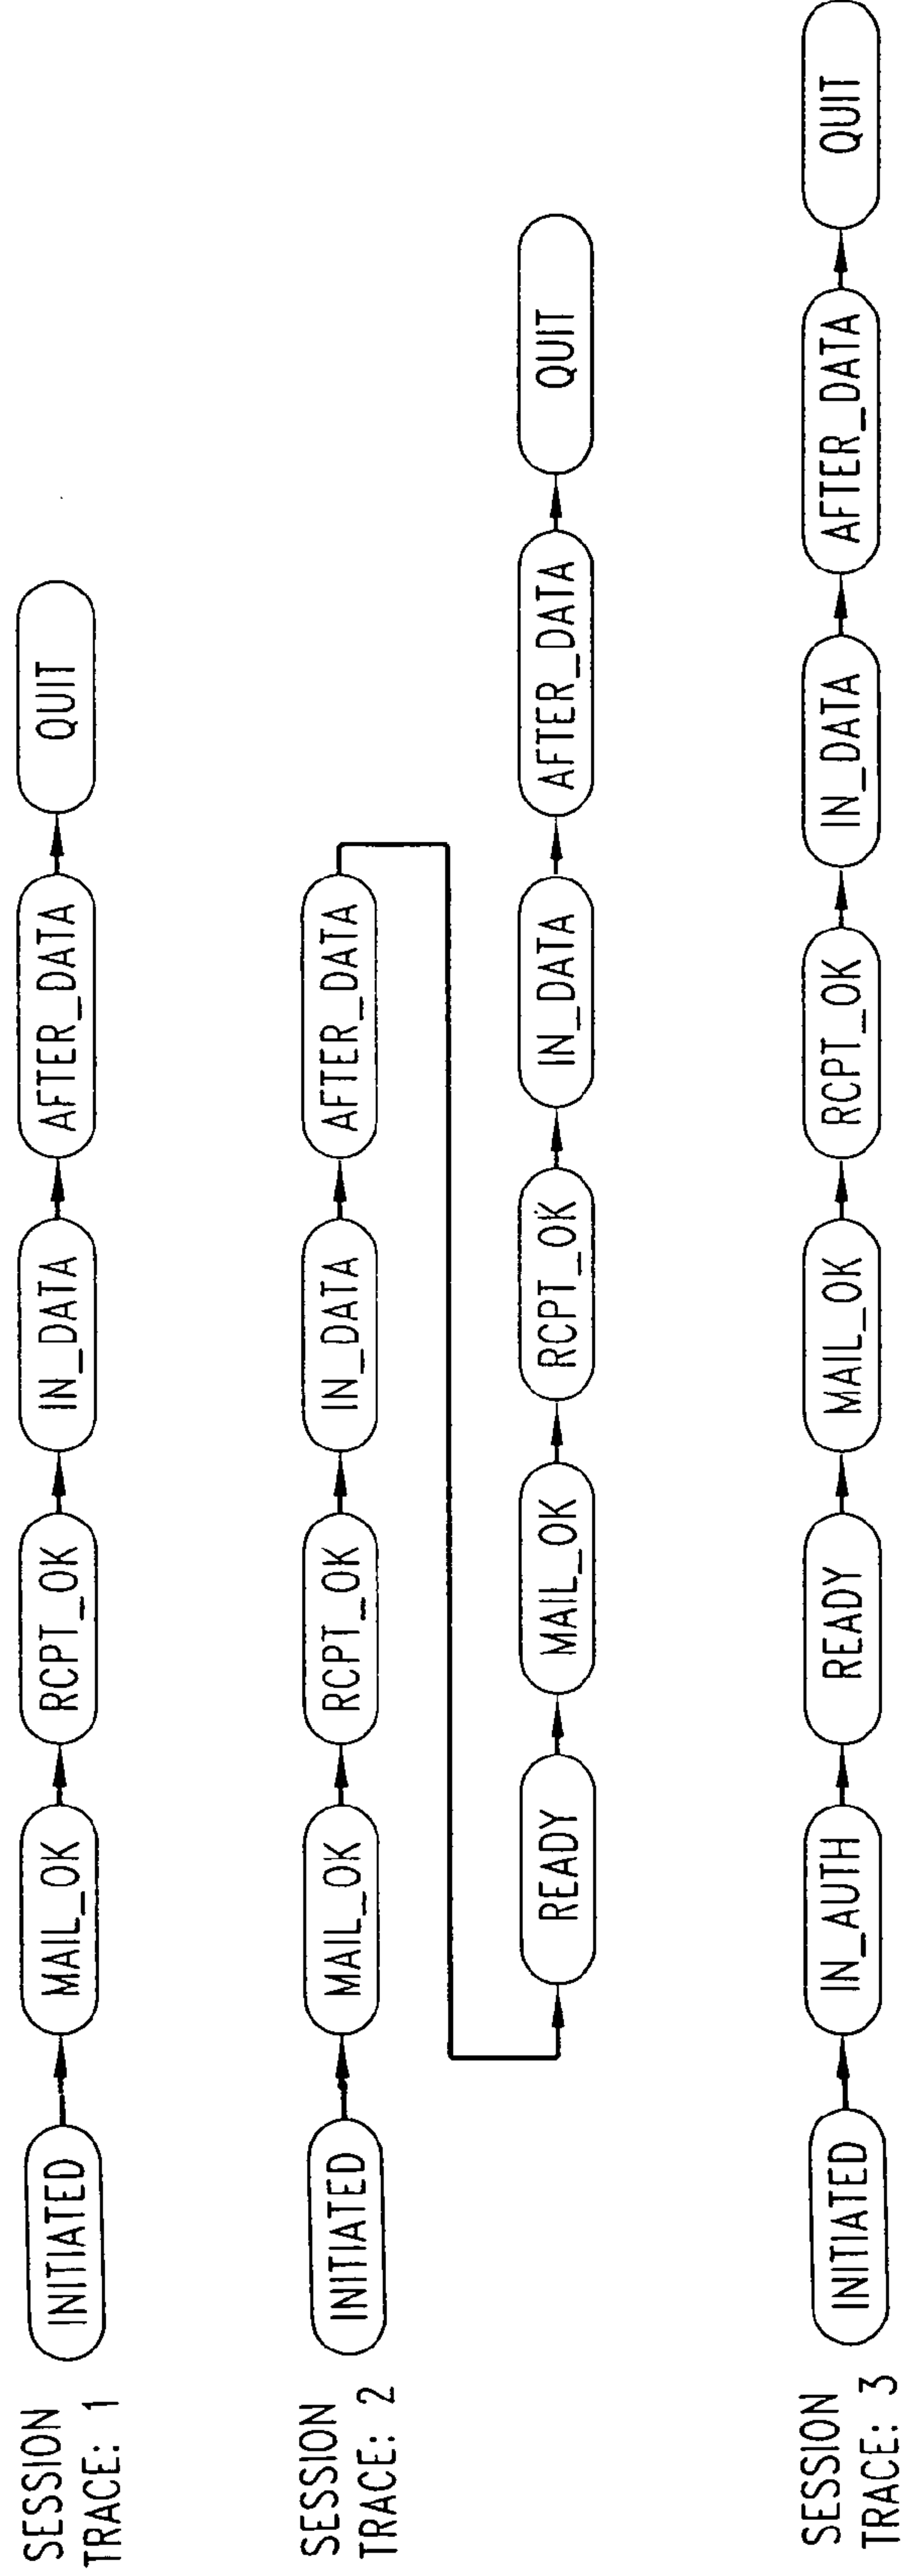 SESSION
TRACE: 1
INITIATED
MAIL_OK
RCPT_OK
IN_DATA
AFTER_DATA
QUIT
SESSION
TRACE: 2
INITIATED
MAIL_OK
RCPT_OK
IN_DATA
AFTER_DATA
READY
MAIL_OK
RCPT_OK
IN_DATA
AFTER_DATA
QUIT
SESSION
TRACE: 3
INITIATED
IN_AUTH
READY
MAIL_OK
RCPT_OK
IN_DATA
AFTER_DATA
QUIT